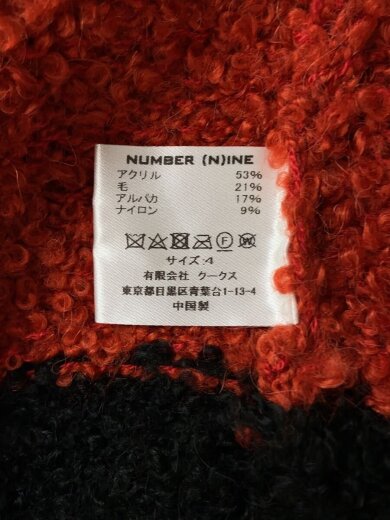 NUMBER (N)INE
アクリル 53%
毛 21%
アルパカ 17%
ナイロン 9%
F W
サイズ:4
有限会社 クークス
東京都目黒区青葉台1-13-4
中国製